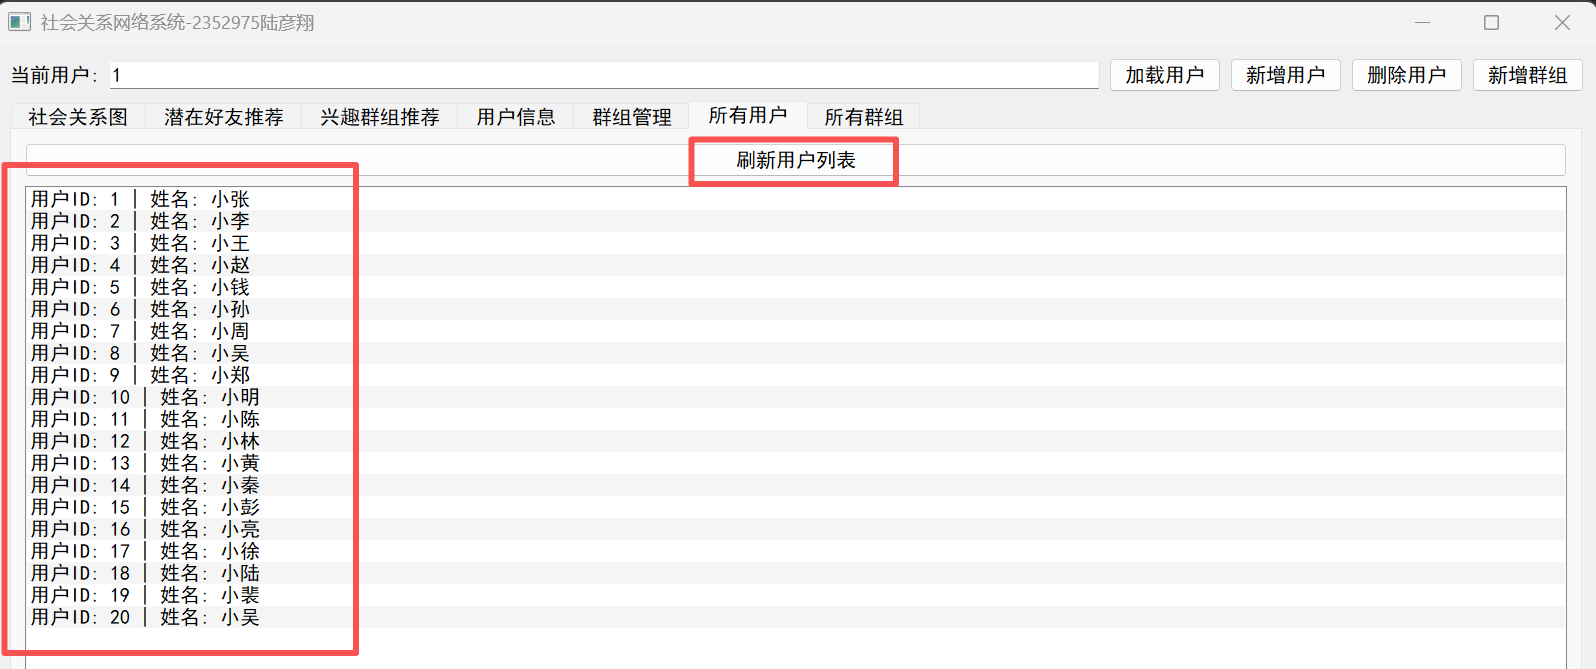 社会关系网络系统-2352975陆彦翔
当前用户: 1 加载用户 新增用户 删除用户 新增群组
社会关系图 潜在好友推荐 兴趣群组推荐 用户信息 群组管理 所有用户 所有群组
刷新用户列表
用户ID: 1 | 姓名: 小张
用户ID: 2 | 姓名: 小李
用户ID: 3 | 姓名: 小王
用户ID: 4 | 姓名: 小赵
用户ID: 5 | 姓名: 小钱
用户ID: 6 | 姓名: 小孙
用户ID: 7 | 姓名: 小周
用户ID: 8 | 姓名: 小吴
用户ID: 9 | 姓名: 小郑
用户ID: 10 | 姓名: 小明
用户ID: 11 | 姓名: 小陈
用户ID: 12 | 姓名: 小林
用户ID: 13 | 姓名: 小黄
用户ID: 14 | 姓名: 小秦
用户ID: 15 | 姓名: 小彭
用户ID: 16 | 姓名: 小亮
用户ID: 17 | 姓名: 小徐
用户ID: 18 | 姓名: 小陆
用户ID: 19 | 姓名: 小裴
用户ID: 20 | 姓名: 小吴